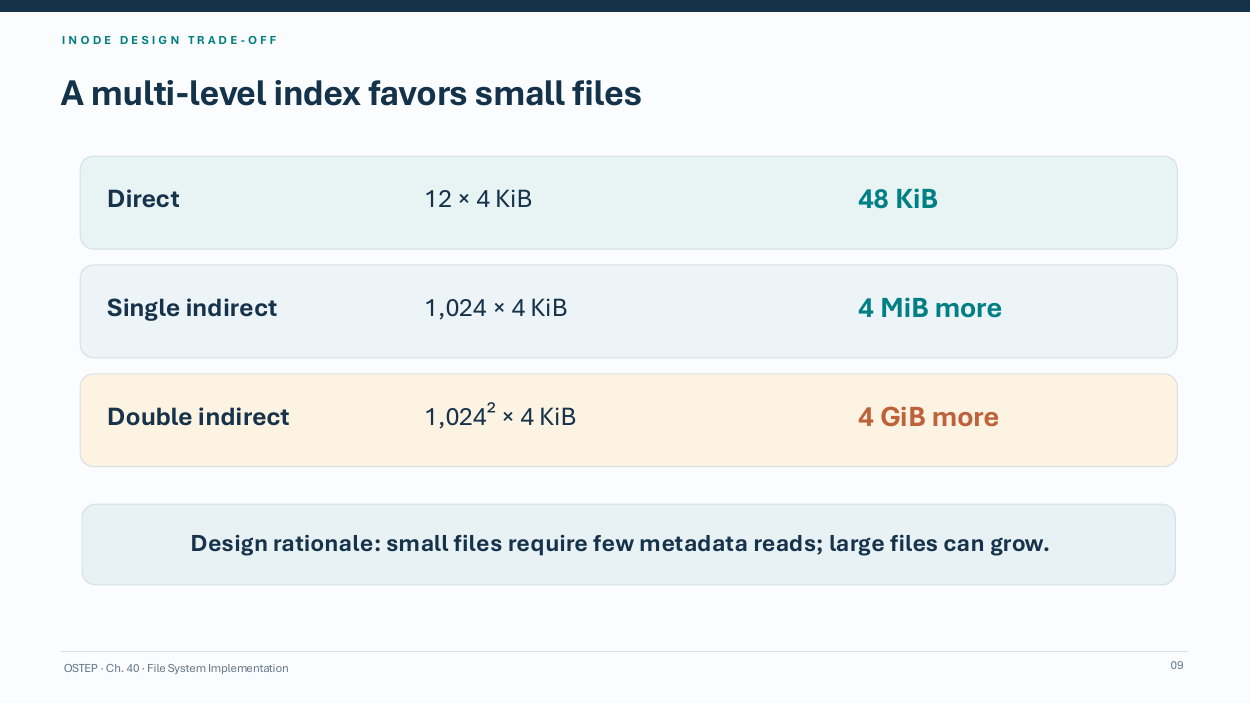 INODE DESIGN TRADE-OFF
A multi-level index favors small files
Direct 12 × 4 KiB 48 KiB
Single indirect 1,024 × 4 KiB 4 MiB more
Double indirect 1,024² × 4 KiB 4 GiB more
Design rationale: small files require few metadata reads; large files can grow.
OSTEP · Ch. 40 · File System Implementation 09